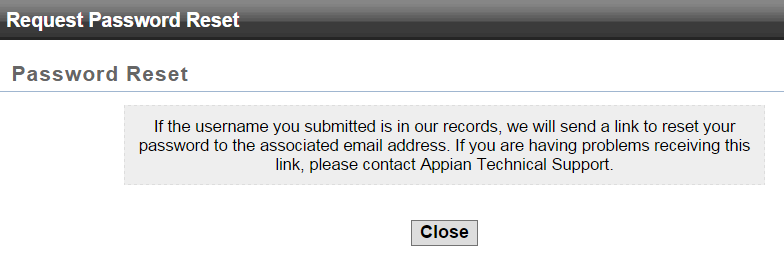 Request Password Reset
Password Reset
If the username you submitted is in our records, we will send a link to reset your
password to the associated email address. If you are having problems receiving this
link, please contact Appian Technical Support.
Close